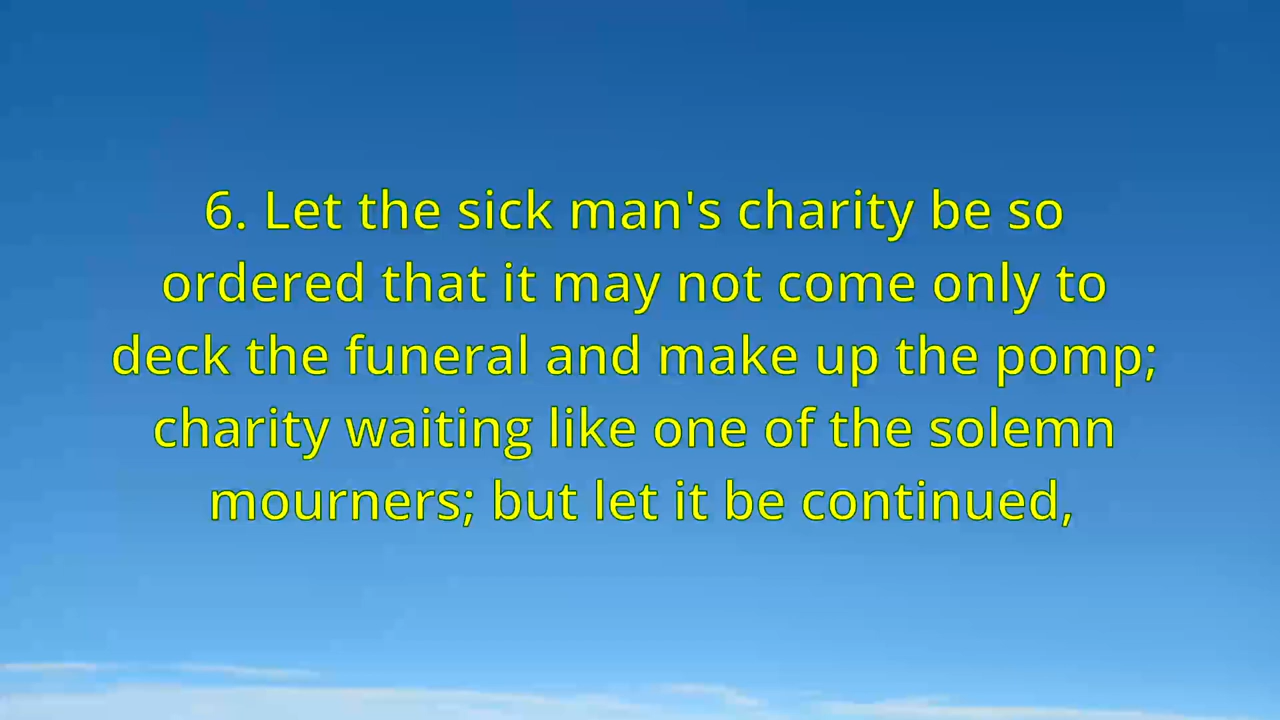 6. Let the sick man's charity be so
ordered that it may not come only to
deck the funeral and make up the pomp;
charity waiting like one of the solemn
mourners; but let it be continued,